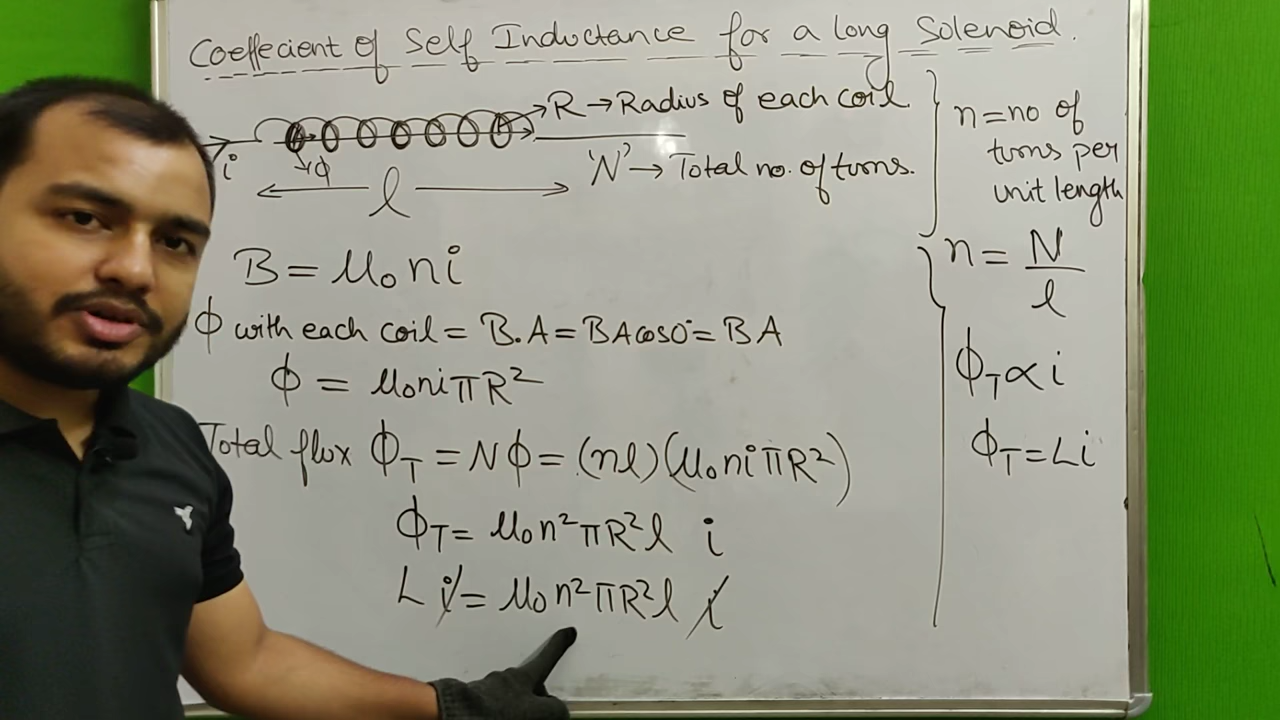 Coeffecient of Self Inductance for a long Solenoid.
R → Radius of each coil
i
ϕ
'N' → Total no. of turns.
l
n = no of
turns per
unit length
B = μ₀ni
n = N/l
ϕ with each coil = B.A = BAcos0° = BA
ϕ = μ₀niπR²
ϕ_T ∝ i
Total flux ϕ_T = Nϕ = (nl)(μ₀niπR²)
ϕ_T = Li
ϕ_T = μ₀n²πR²l i
Li = μ₀n²πR²l i